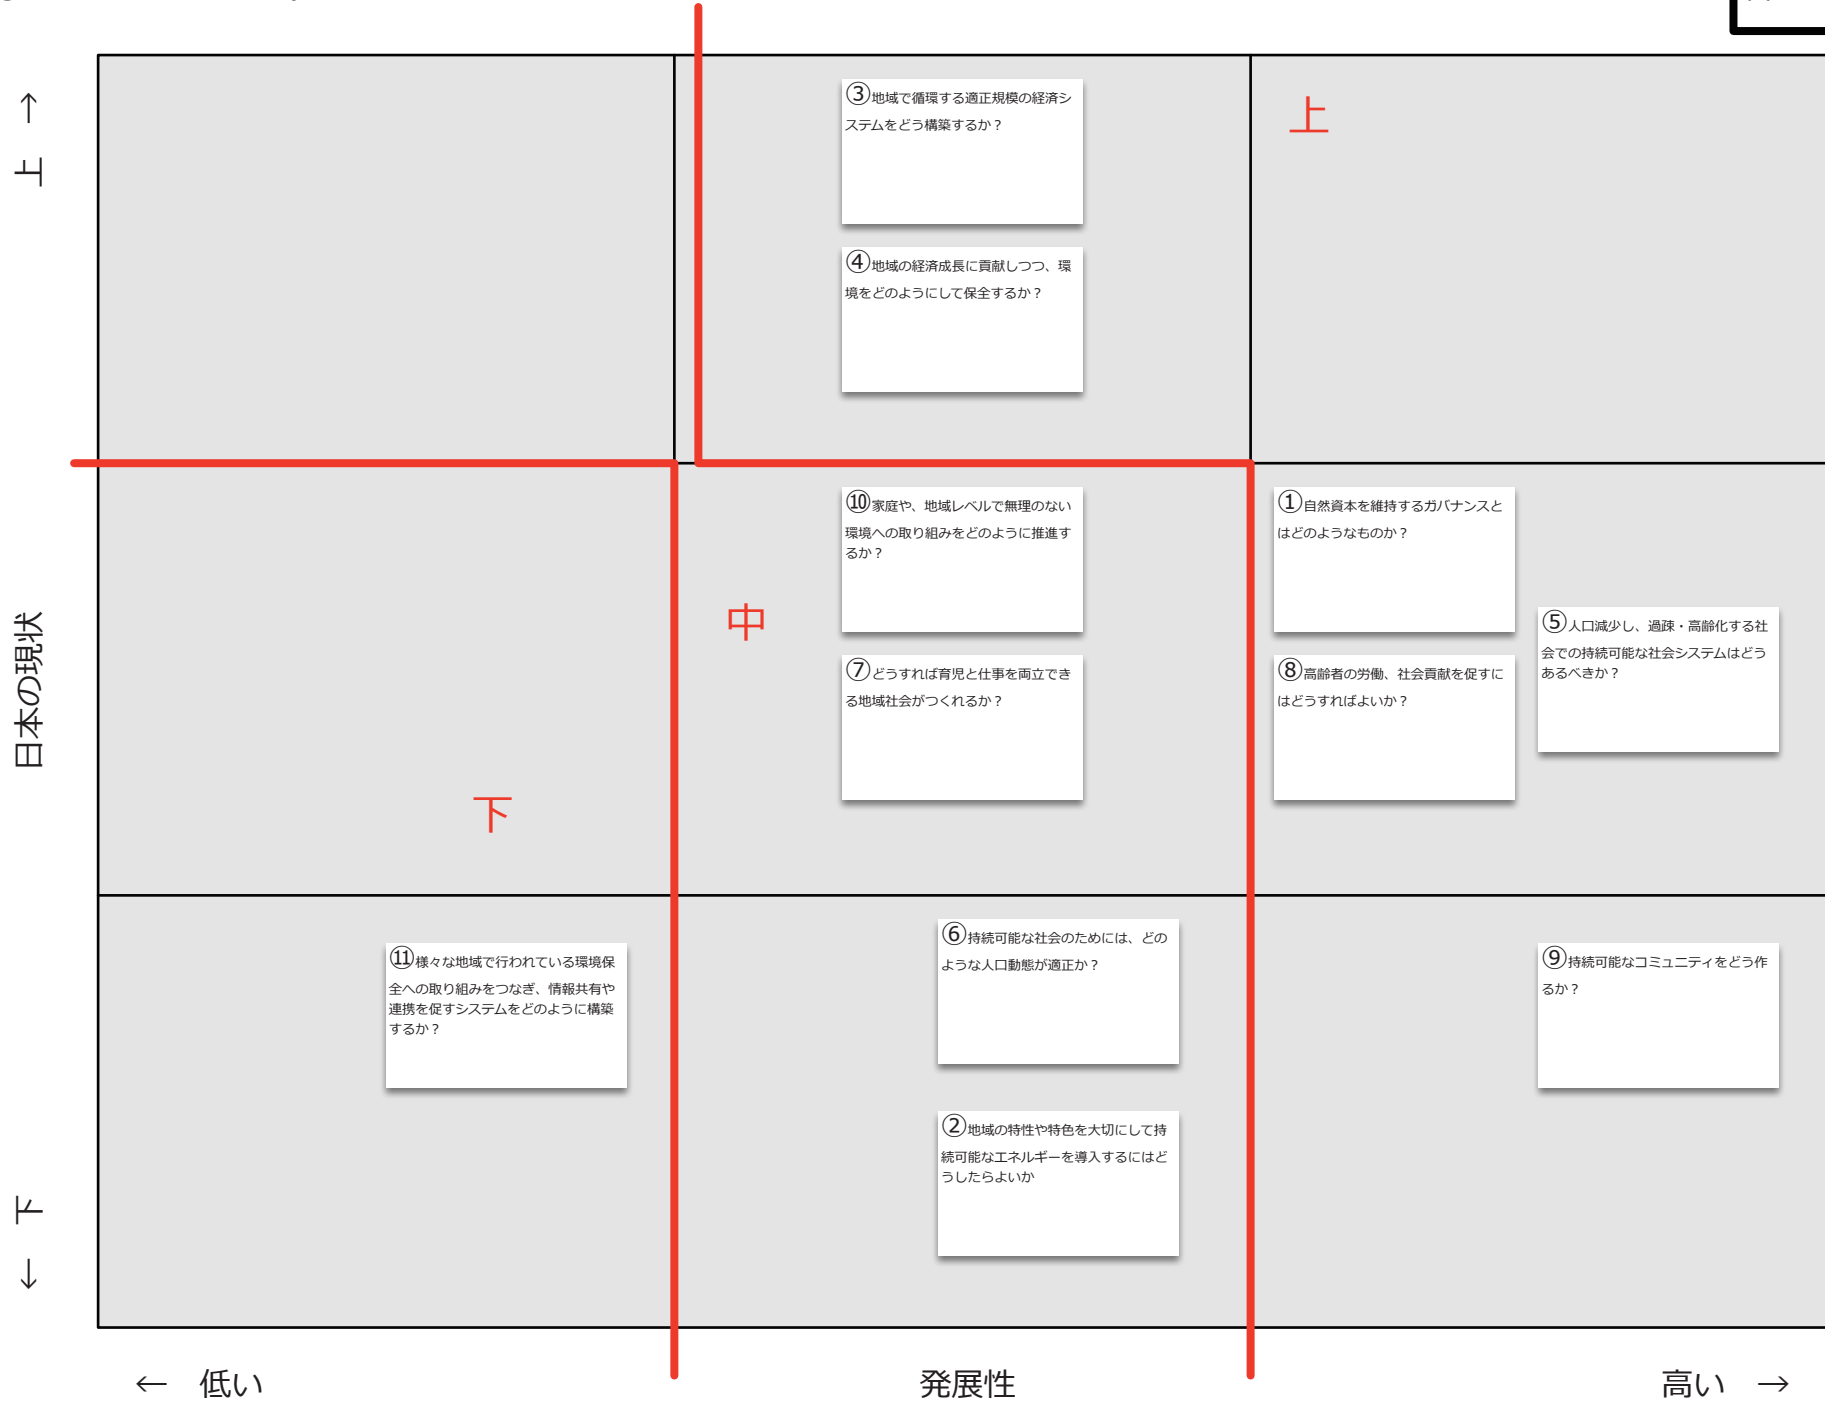 ↑
上
③地域で循環する適正規模の経済シ
ステムをどう構築するか？
上
④地域の経済成長に貢献しつつ、環
境をどのようにして保全するか？
日本の現状
⑩家庭や、地域レベルで無理のない
環境への取り組みをどのように推進す
るか？
①自然資本を維持するガバナンスと
はどのようなものか？
中
⑤人口減少し、過疎・高齢化する社
会での持続可能な社会システムはどう
あるべきか？
⑦どうすれば育児と仕事を両立でき
る地域社会がつくれるか？
⑧高齢者の労働、社会貢献を促すに
はどうすればよいか？
下
⑪様々な地域で行われている環境保
全への取り組みをつなぎ、情報共有や
連携を促すシステムをどのように構築
するか？
⑥持続可能な社会のためには、どの
ような人口動態が適正か？
⑨持続可能なコミュニティをどう作
るか？
②地域の特性や特色を大切にして持
続可能なエネルギーを導入するにはど
うしたらよいか
下
↓
← 低い
発展性
高い →